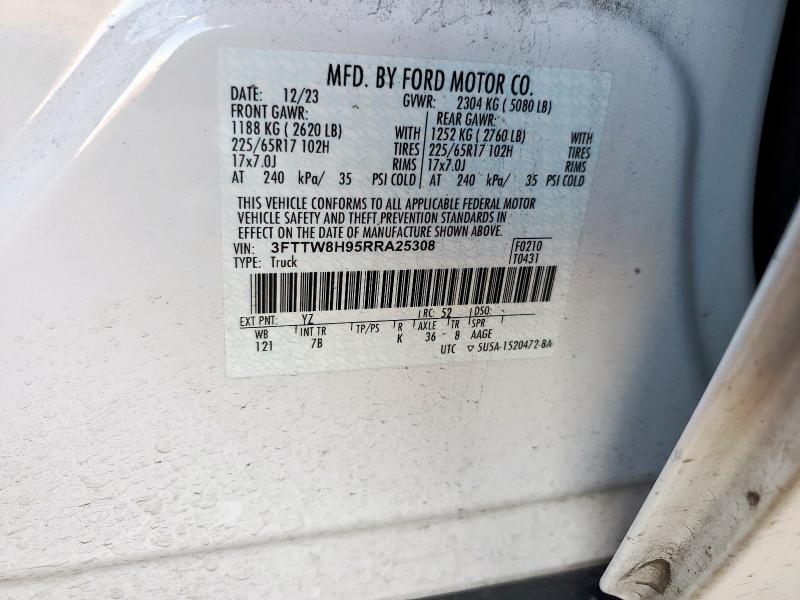 MFD. BY FORD MOTOR CO.
DATE: 12/23 GVWR: 2304 KG ( 5080 LB)
FRONT GAWR: REAR GAWR:
1188 KG ( 2620 LB) WITH 1252 KG ( 2760 LB) WITH
225/65R17 102H TIRES 225/65R17 102H TIRES
17x7.0J RIMS 17x7.0J RIMS
AT 240 kPa/ 35 PSI COLD AT 240 kPa/ 35 PSI COLD
THIS VEHICLE CONFORMS TO ALL APPLICABLE FEDERAL MOTOR
VEHICLE SAFETY AND THEFT PREVENTION STANDARDS IN
EFFECT ON THE DATE OF MANUFACTURE SHOWN ABOVE.
VIN: 3FTTW8H95RRA25308 F0210
TYPE: Truck T0431
EXT PNT: YZ RC: 52 DSO:
WB INT TR TP/PS R AXLE TR SPR
121 7B K 36 8 AAGE
UTC ▽ 5U5A-1520472-BA